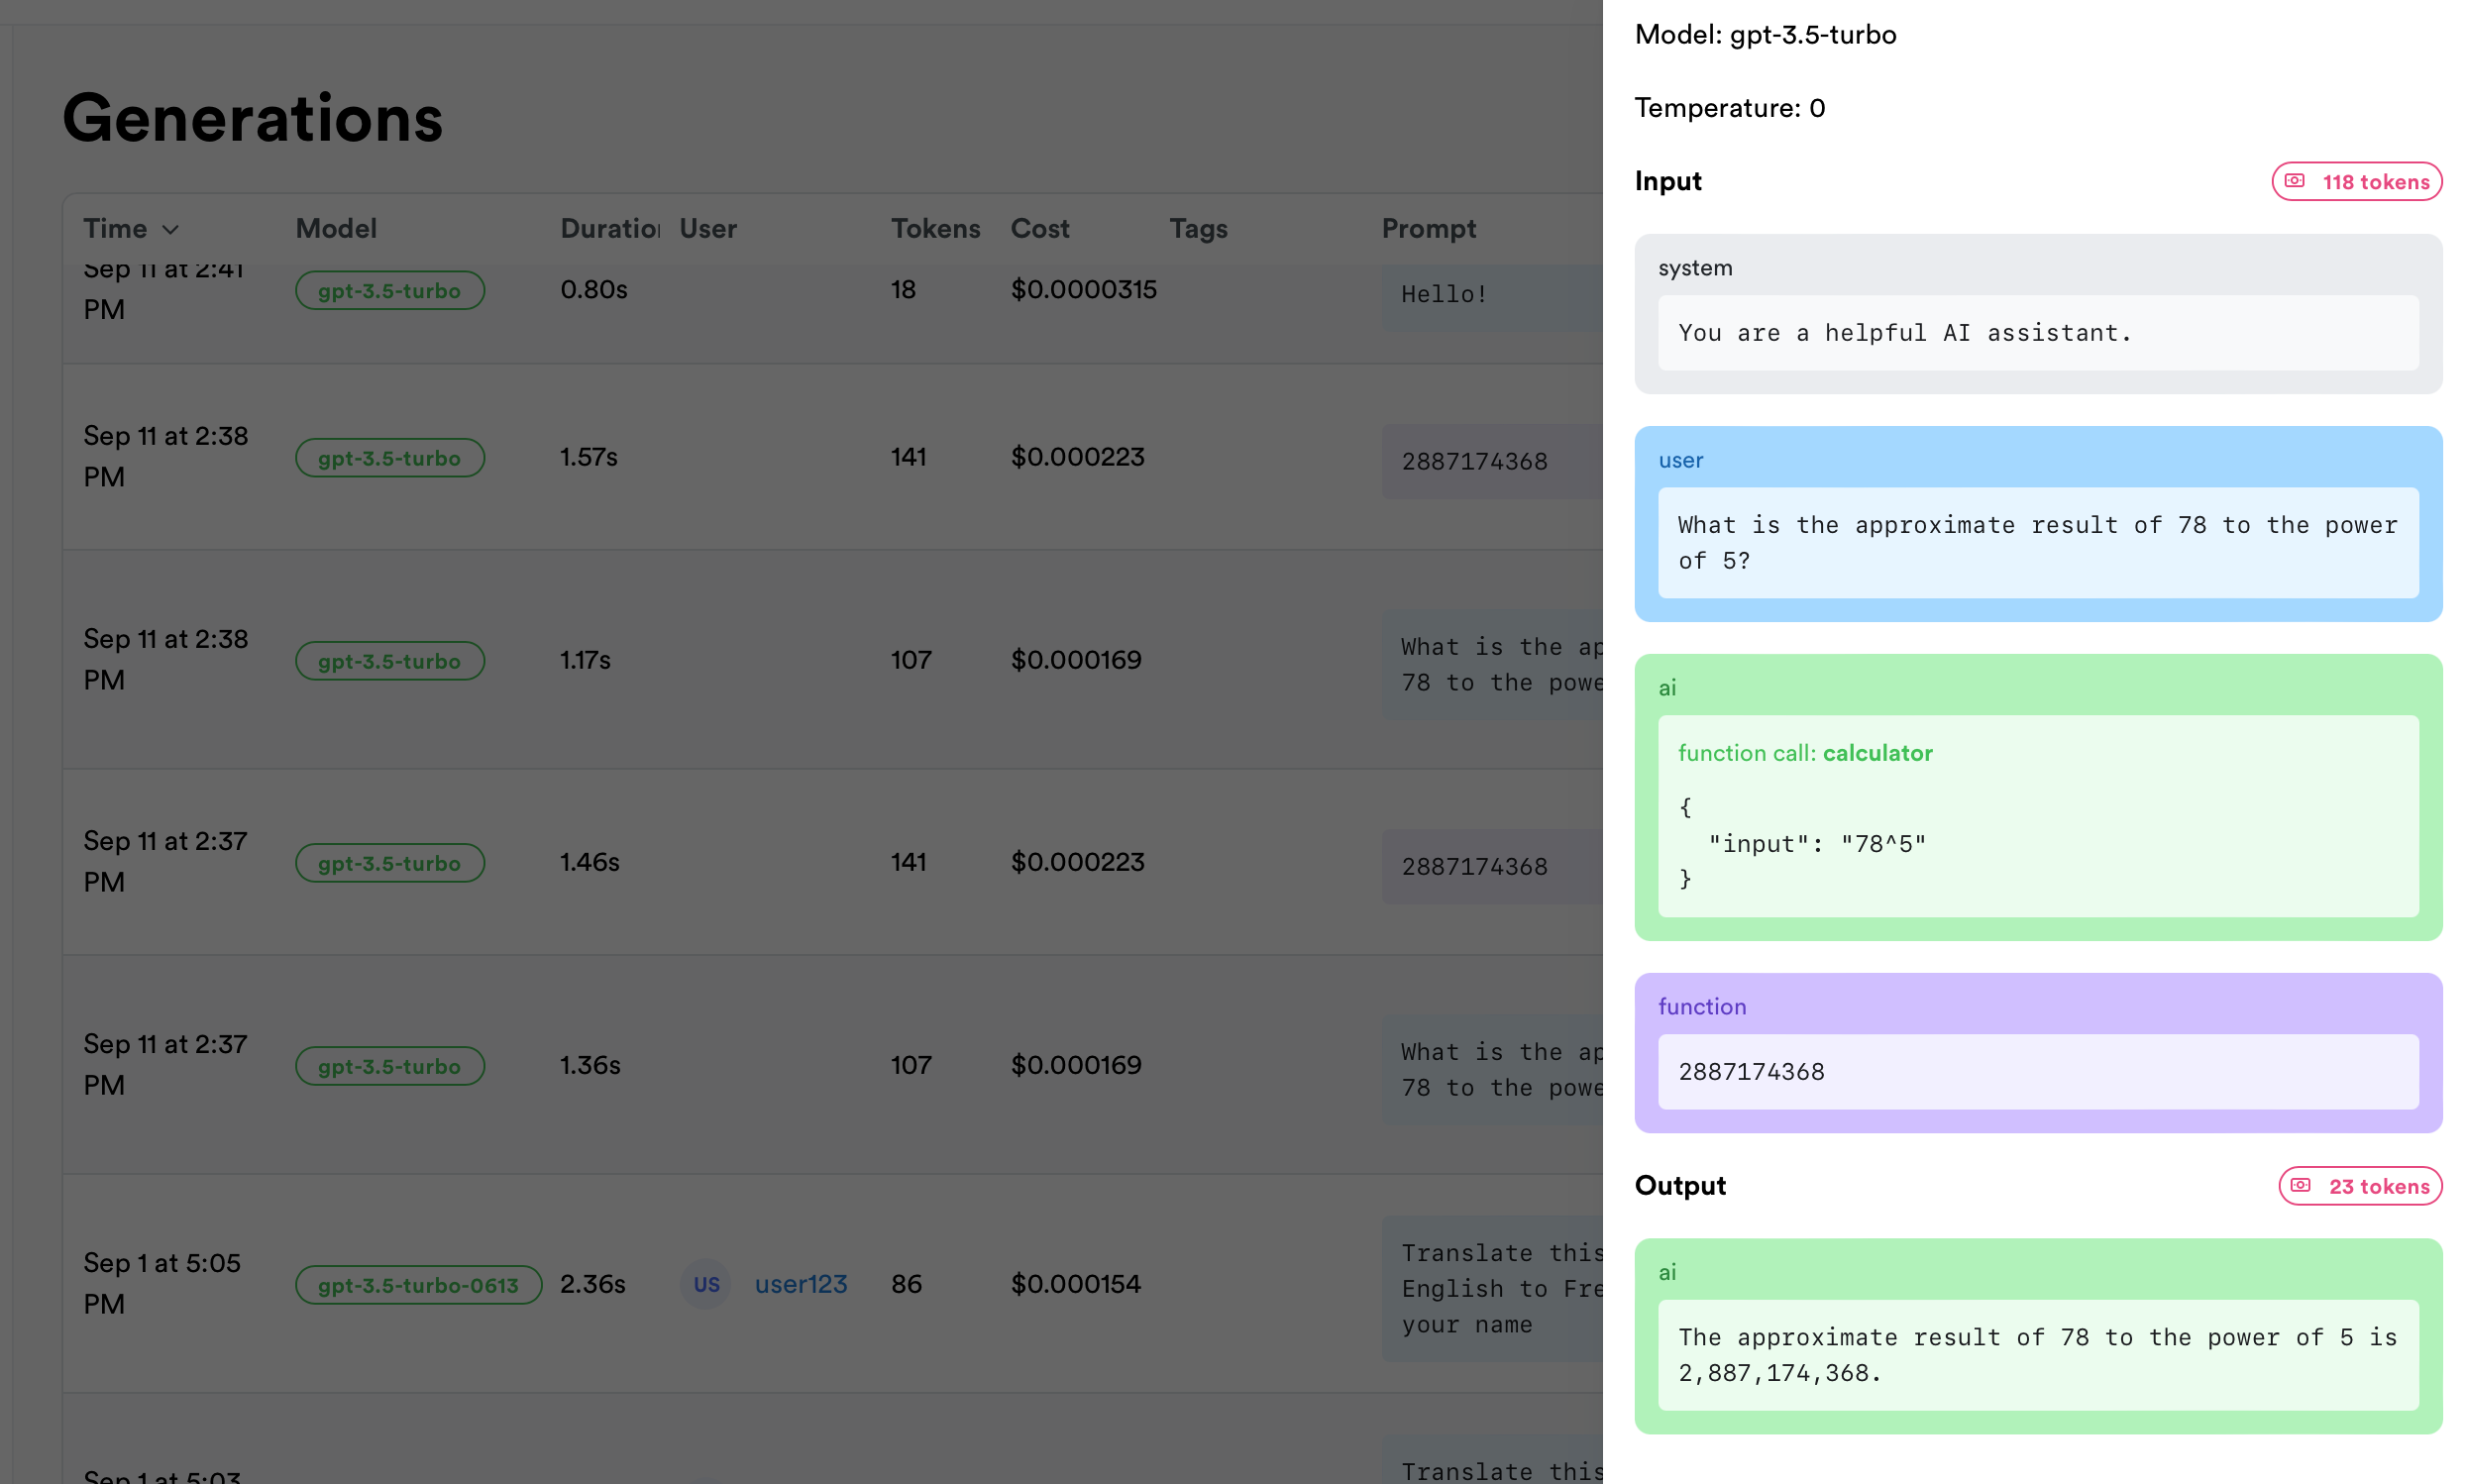 Generations
Time Model Duratio User Tokens Cost Tags Prompt
Sep 11 at 2:41
PM
gpt-3.5-turbo
0.80s
18
$0.0000315
Hello!
Sep 11 at 2:38
PM
gpt-3.5-turbo
1.57s
141
$0.000223
2887174368
Sep 11 at 2:38
PM
gpt-3.5-turbo
1.17s
107
$0.000169
What is the ap
78 to the powe
Sep 11 at 2:37
PM
gpt-3.5-turbo
1.46s
141
$0.000223
2887174368
Sep 11 at 2:37
PM
gpt-3.5-turbo
1.36s
107
$0.000169
What is the ap
78 to the powe
Sep 1 at 5:05
PM
gpt-3.5-turbo-0613
2.36s
US
user123
86
$0.000154
Translate this
English to Fre
your name
Sep 1 at 5:03
Translate this
Model: gpt-3.5-turbo
Temperature: 0
Input
118 tokens
system
You are a helpful AI assistant.
user
What is the approximate result of 78 to the power
of 5?
ai
function call: calculator
{
"input": "78^5"
}
function
2887174368
Output
23 tokens
ai
The approximate result of 78 to the power of 5 is
2,887,174,368.